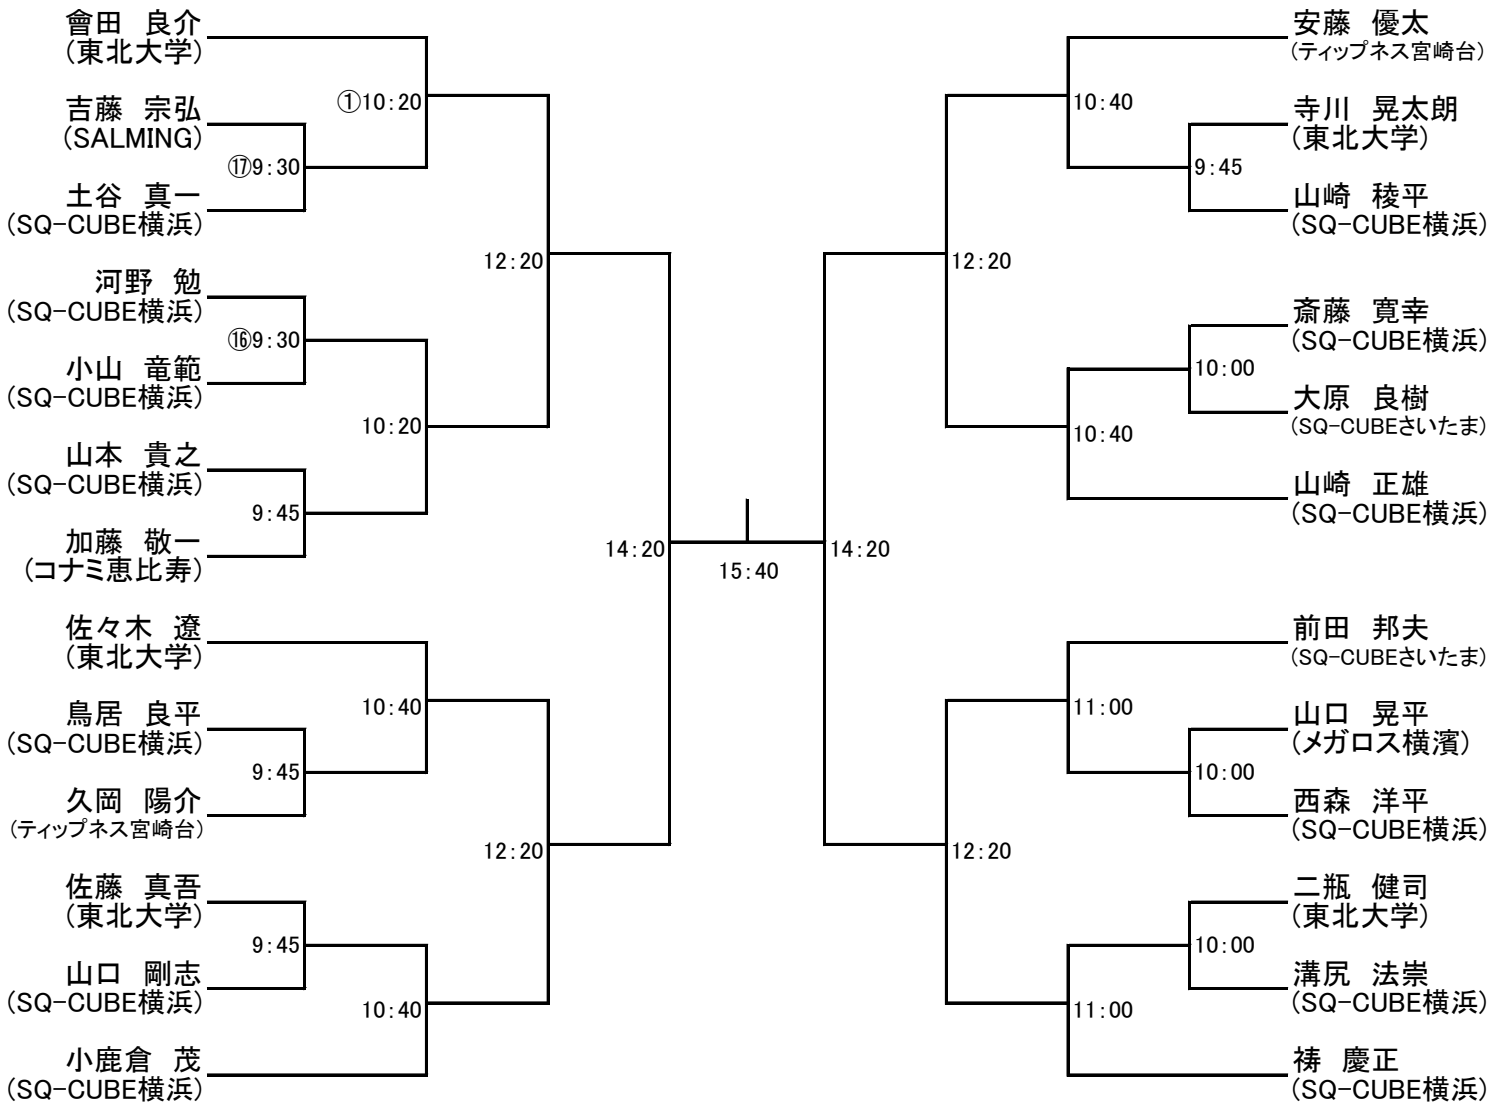 會田 良介
(東北大学)
①10:20
吉藤 宗弘
(SALMING)
⑰9:30
土谷 真一
(SQ-CUBE横浜)
12:20
河野 勉
(SQ-CUBE横浜)
⑯9:30
小山 竜範
(SQ-CUBE横浜)
10:20
山本 貴之
(SQ-CUBE横浜)
9:45
加藤 敬一
(コナミ恵比寿)
14:20
佐々木 遼
(東北大学)
10:40
鳥居 良平
(SQ-CUBE横浜)
9:45
久岡 陽介
(ティップネス宮崎台)
12:20
佐藤 真吾
(東北大学)
9:45
山口 剛志
(SQ-CUBE横浜)
10:40
小鹿倉 茂
(SQ-CUBE横浜)
15:40
安藤 優太
(ティップネス宮崎台)
10:40
寺川 晃太朗
(東北大学)
9:45
山崎 稜平
(SQ-CUBE横浜)
12:20
斎藤 寛幸
(SQ-CUBE横浜)
10:00
大原 良樹
(SQ-CUBEさいたま)
10:40
山崎 正雄
(SQ-CUBE横浜)
14:20
前田 邦夫
(SQ-CUBEさいたま)
11:00
山口 晃平
(メガロス横濱)
10:00
西森 洋平
(SQ-CUBE横浜)
12:20
二瓶 健司
(東北大学)
10:00
溝尻 法崇
(SQ-CUBE横浜)
11:00
祷 慶正
(SQ-CUBE横浜)